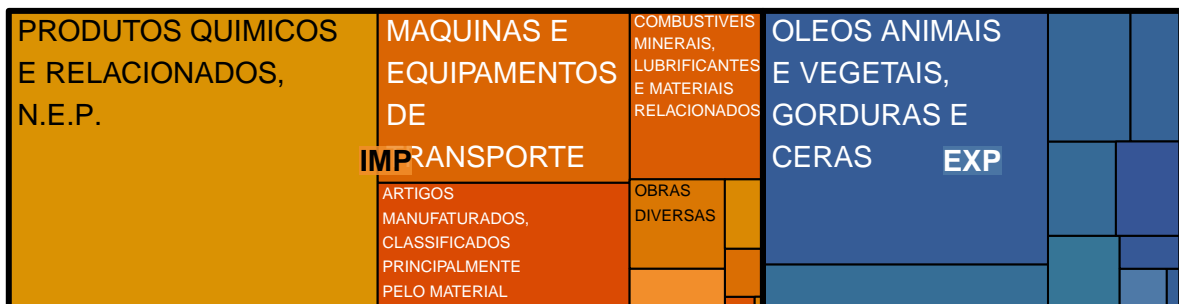 PRODUTOS QUIMICOS
E RELACIONADOS,
N.E.P.
MAQUINAS E
EQUIPAMENTOS
DE
TRANSPORTE
IMP
ARTIGOS
MANUFATURADOS,
CLASSIFICADOS
PRINCIPALMENTE
PELO MATERIAL
COMBUSTIVEIS
MINERAIS,
LUBRIFICANTES
E MATERIAIS
RELACIONADOS
OBRAS
DIVERSAS
OLEOS ANIMAIS
E VEGETAIS,
GORDURAS E
CERAS
EXP